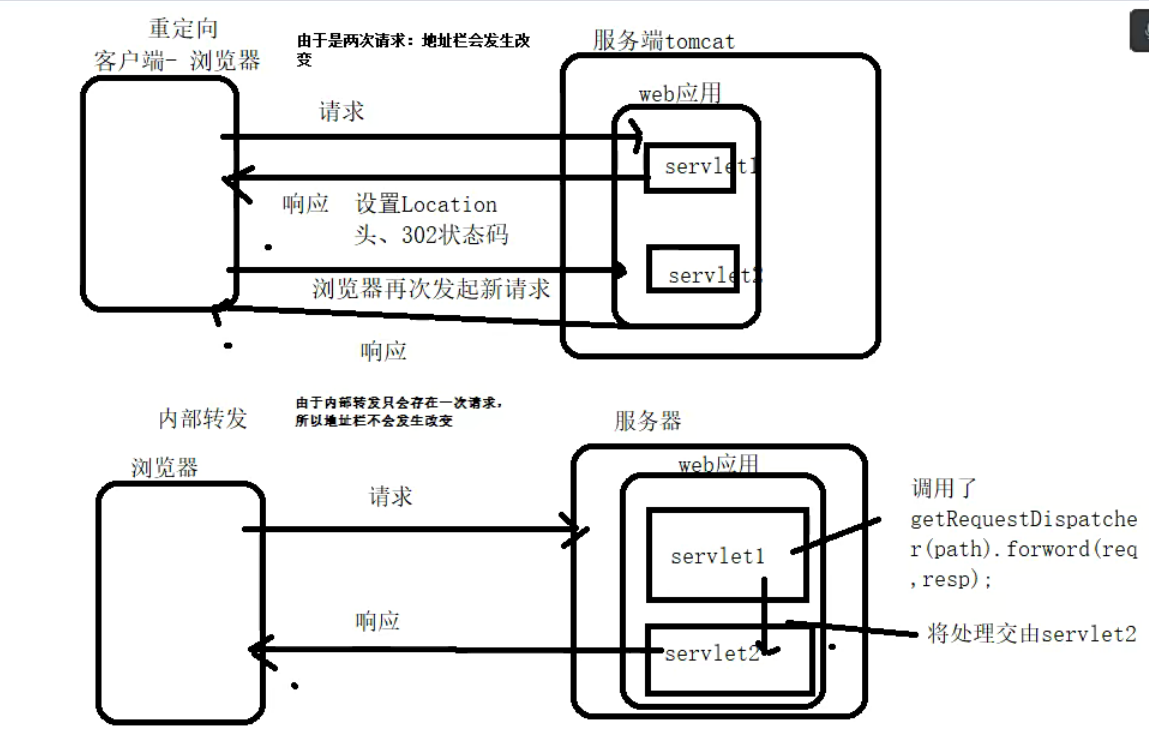 重定向
客户端- 浏览器
由于是两次请求：地址栏会发生改
变
服务端tomcat
web应用
请求
servlet1
响应 设置Location
头、302状态码
servlet2
浏览器再次发起新请求
响应
内部转发
由于内部转发只会存在一次请求，
所以地址栏不会发生改变
服务器
浏览器
web应用
请求
调用了
getRequestDispatche
r(path).forword(req
,resp);
servlet1
响应
将处理交由servlet2
servlet2